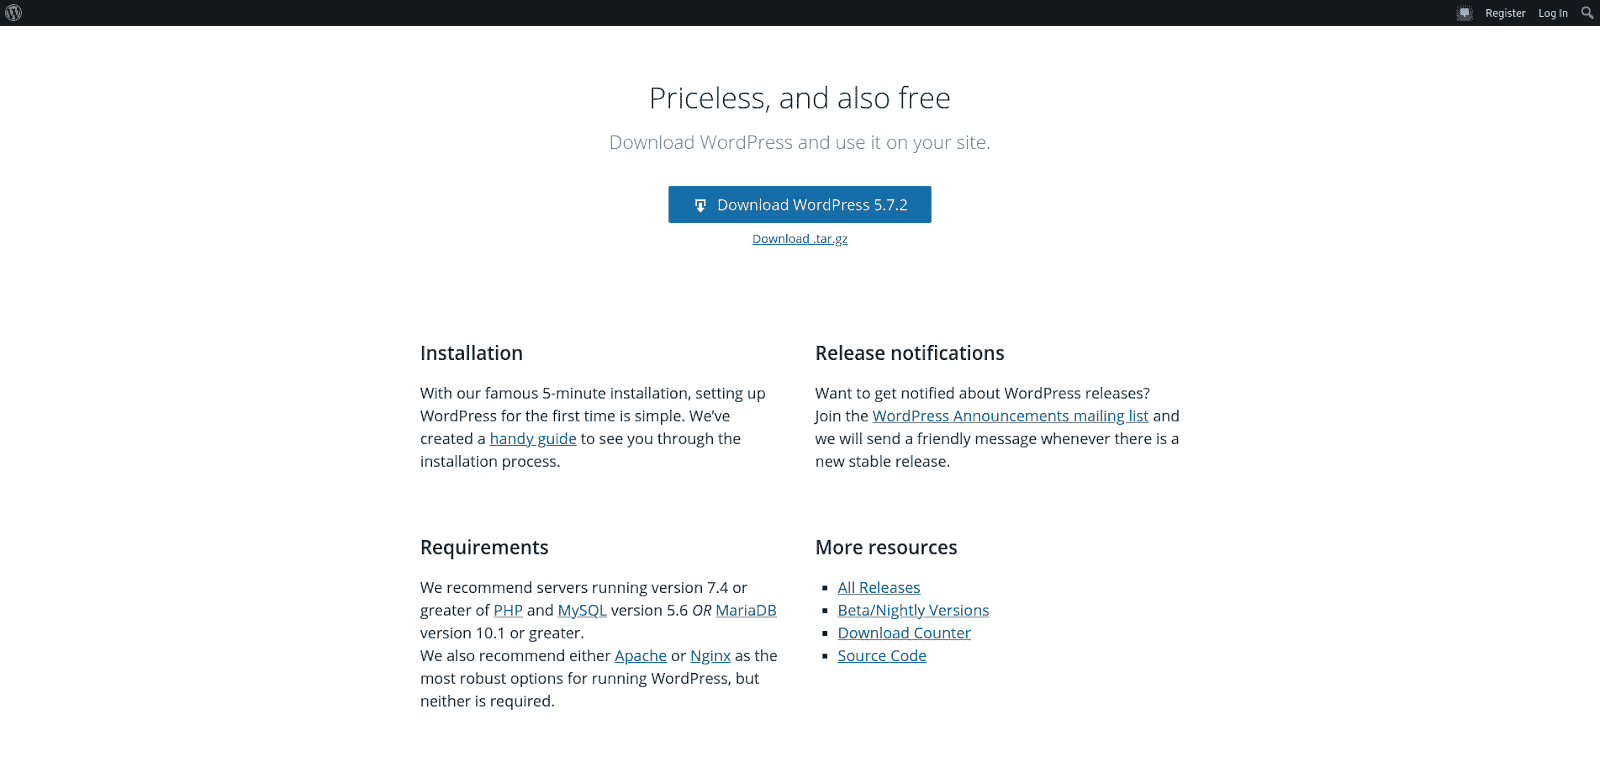 Register Log In
Priceless, and also free
Download WordPress and use it on your site.
Download WordPress 5.7.2
Download .tar.gz
Installation
With our famous 5-minute installation, setting up
WordPress for the first time is simple. We’ve
created a handy guide to see you through the
installation process.
Release notifications
Want to get notified about WordPress releases?
Join the WordPress Announcements mailing list and
we will send a friendly message whenever there is a
new stable release.
Requirements
We recommend servers running version 7.4 or
greater of PHP and MySQL version 5.6 OR MariaDB
version 10.1 or greater.
We also recommend either Apache or Nginx as the
most robust options for running WordPress, but
neither is required.
More resources
All Releases
Beta/Nightly Versions
Download Counter
Source Code